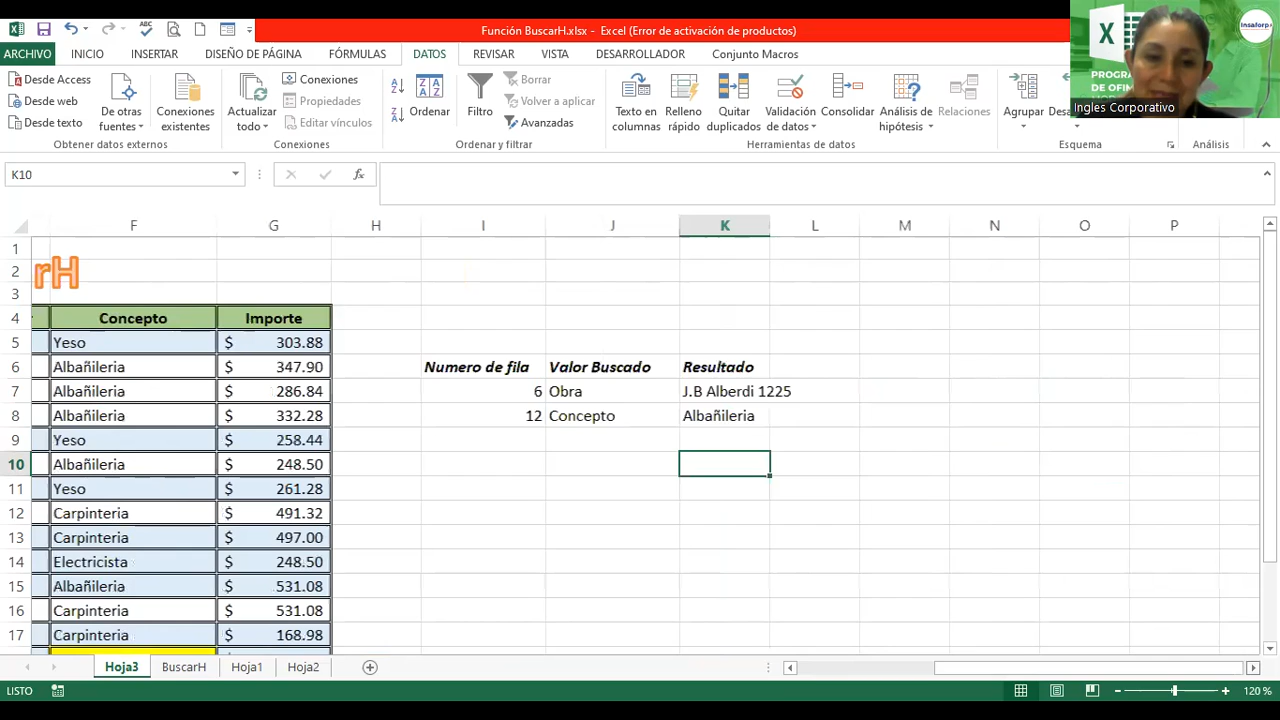 Función BuscarH.xlsx - Excel (Error de activación de productos)
ARCHIVO INICIO INSERTAR DISEÑO DE PÁGINA FÓRMULAS DATOS REVISAR VISTA DESARROLLADOR Conjunto Macros
Desde Access
Desde web
Desde texto
De otras fuentes
Conexiones existentes
Obtener datos externos
Actualizar todo
Conexiones
Propiedades
Editar vínculos
Conexiones
Ordenar
Filtro
Borrar
Volver a aplicar
Avanzadas
Ordenar y filtrar
Texto en columnas
Relleno rápido
Quitar duplicados
Validación de datos
Consolidar
Análisis de hipótesis
Relaciones
Herramientas de datos
Agrupar
Esquema
Análisis
Insaforp
Ingles Corporativo
K10
fx
F G H I J K L M N O P
1
2 rH
3
4 Concepto Importe
5 Yeso $ 303.88
6 Albañileria $ 347.90 Numero de fila Valor Buscado Resultado
7 Albañileria $ 286.84 6 Obra J.B Alberdi 1225
8 Albañileria $ 332.28 12 Concepto Albañileria
9 Yeso $ 258.44
10 Albañileria $ 248.50
11 Yeso $ 261.28
12 Carpinteria $ 491.32
13 Carpinteria $ 497.00
14 Electricista $ 248.50
15 Albañileria $ 531.08
16 Carpinteria $ 531.08
17 Carpinteria $ 168.98
Hoja3 BuscarH Hoja1 Hoja2
LISTO
120 %